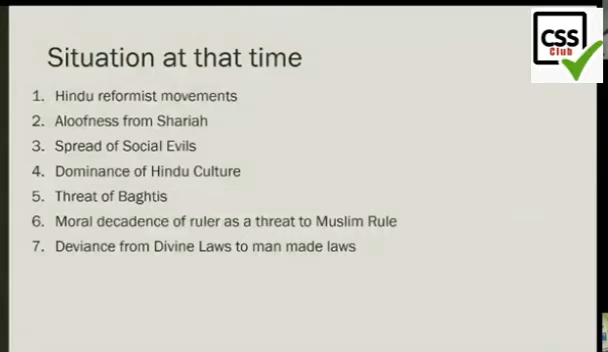 CSS
Club
Situation at that time
1. Hindu reformist movements
2. Aloofness from Shariah
3. Spread of Social Evils
4. Dominance of Hindu Culture
5. Threat of Baghtis
6. Moral decadence of ruler as a threat to Muslim Rule
7. Deviance from Divine Laws to man made laws